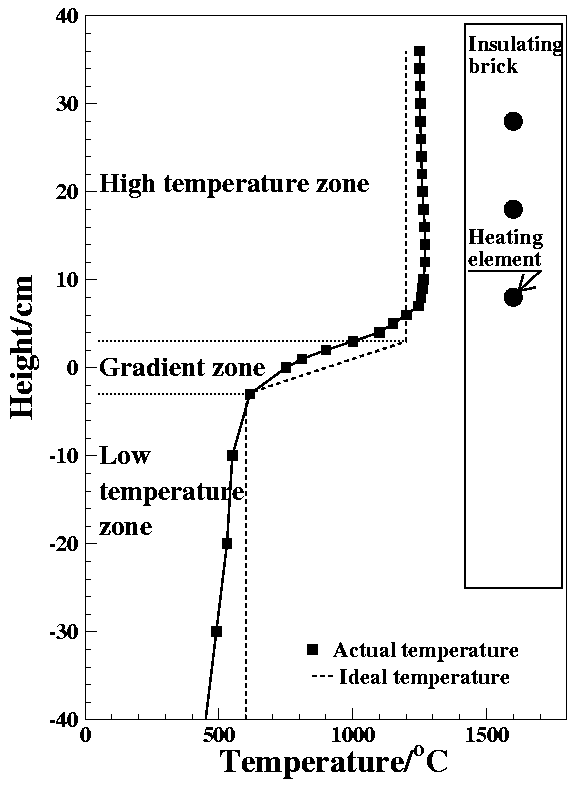 40
30
20
10
0
-10
-20
-30
-40
Height/cm
High temperature zone
Gradient zone
Low
temperature
zone
Insulating
brick
Heating
element
Actual temperature
Ideal temperature
0
500
1000
1500
Temperature/°C